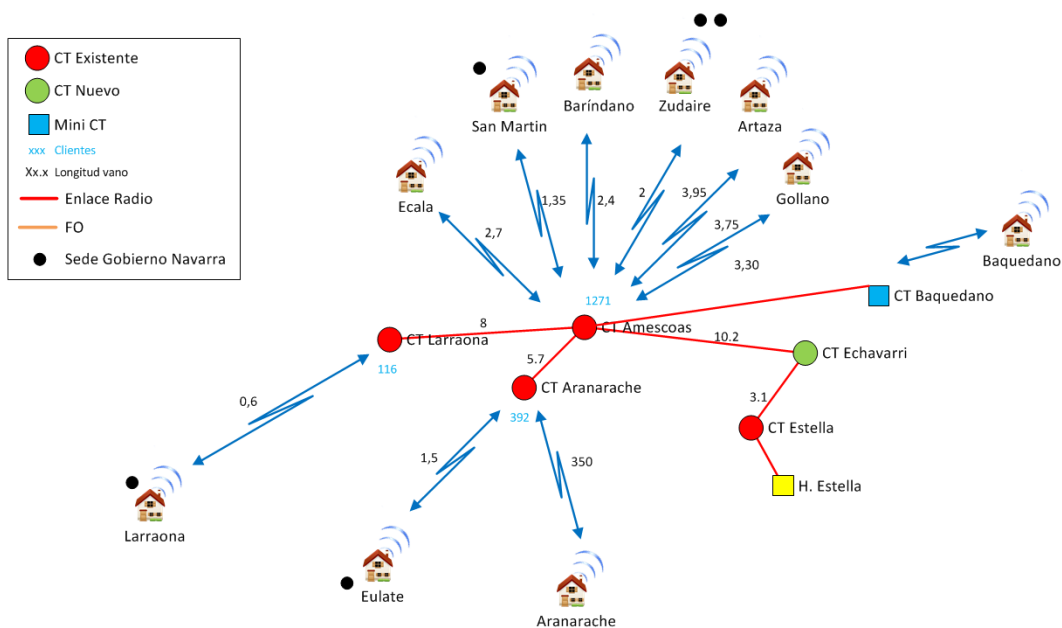 CT Existente
CT Nuevo
Mini CT
xxx Clientes
Xx.x Longitud vano
Enlace Radio
FO
Sede Gobierno Navarra
San Martin
Baríndano
Zudaire
Artaza
Ecala
Gollano
Baquedano
1,35
2,4
2
3,95
2,7
3,75
3,30
1271
CT Baquedano
8
CT Larraona
CT Amescoas
10.2
116
5.7
CT Echavarri
CT Aranarache
3.1
0,6
392
CT Estella
1,5
350
H. Estella
Larraona
Eulate
Aranarache